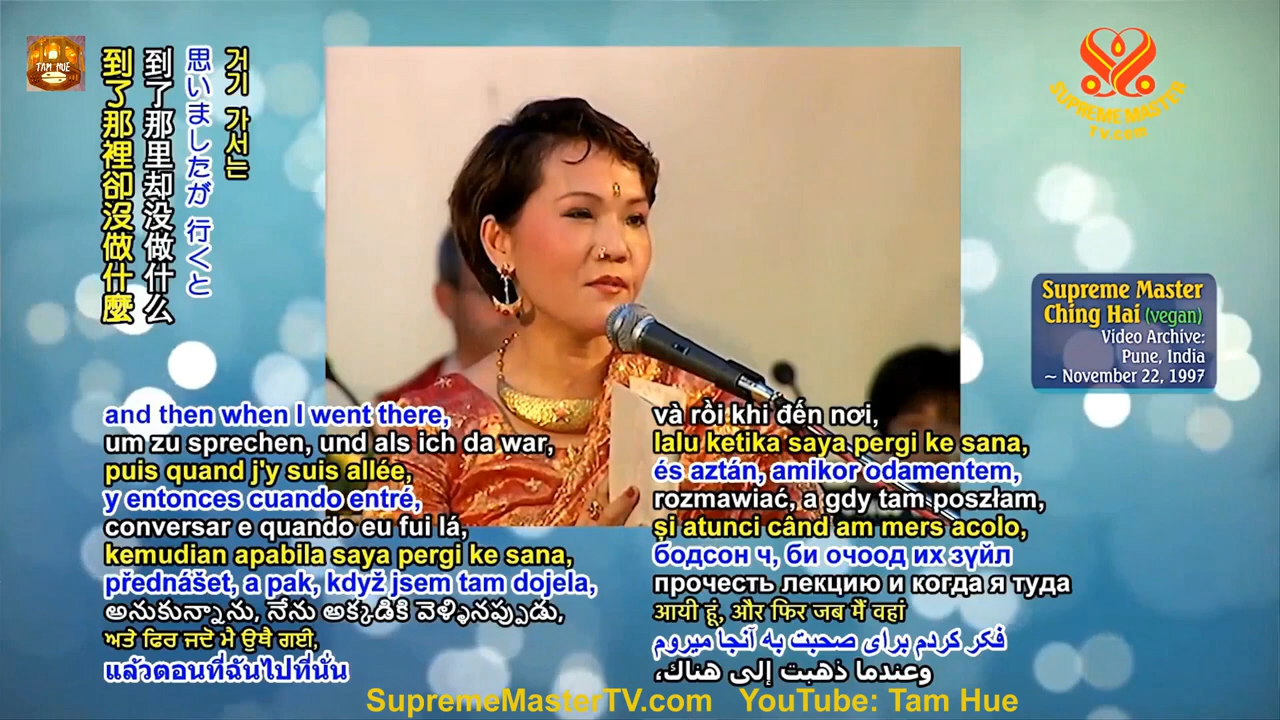 TAM HUE
거기 가서는
思いましたが 行くと
到了那里却没做什么
到了那裡卻沒做什麼
SUPREME MASTER
TV.com
Supreme Master
Ching Hai (vegan)
Video Archive:
Pune, India
~ November 22, 1997
and then when I went there,
um zu sprechen, und als ich da war,
puis quand j'y suis allée,
y entonces cuando entré,
conversar e quando eu fui lá,
kemudian apabila saya pergi ke sana,
přednášet, a pak, když jsem tam dojela,
అనుకున్నాను, నేను అక్కడికి వెళ్ళినప్పుడు,
ਅਤੇ ਫਿਰ ਜਦੋਂ ਮੈਂ ਉਥੈ ਗਈ,
แล้วตอนที่ฉันไปที่นั่น
và rồi khi đến nơi,
lalu ketika saya pergi ke sana,
és aztán, amikor odamentem,
rozmawiać, a gdy tam poszłam,
și atunci când am mers acolo,
бодсон ч, би очоод их зүйл
прочесть лекцию и когда я туда
आयी हूं, और फिर जब मैं वहां
فکر کردم برای صحبت به آنجا میروم
وعندما ذهبت إلى هناك،
SupremeMasterTV.com YouTube: Tam Hue